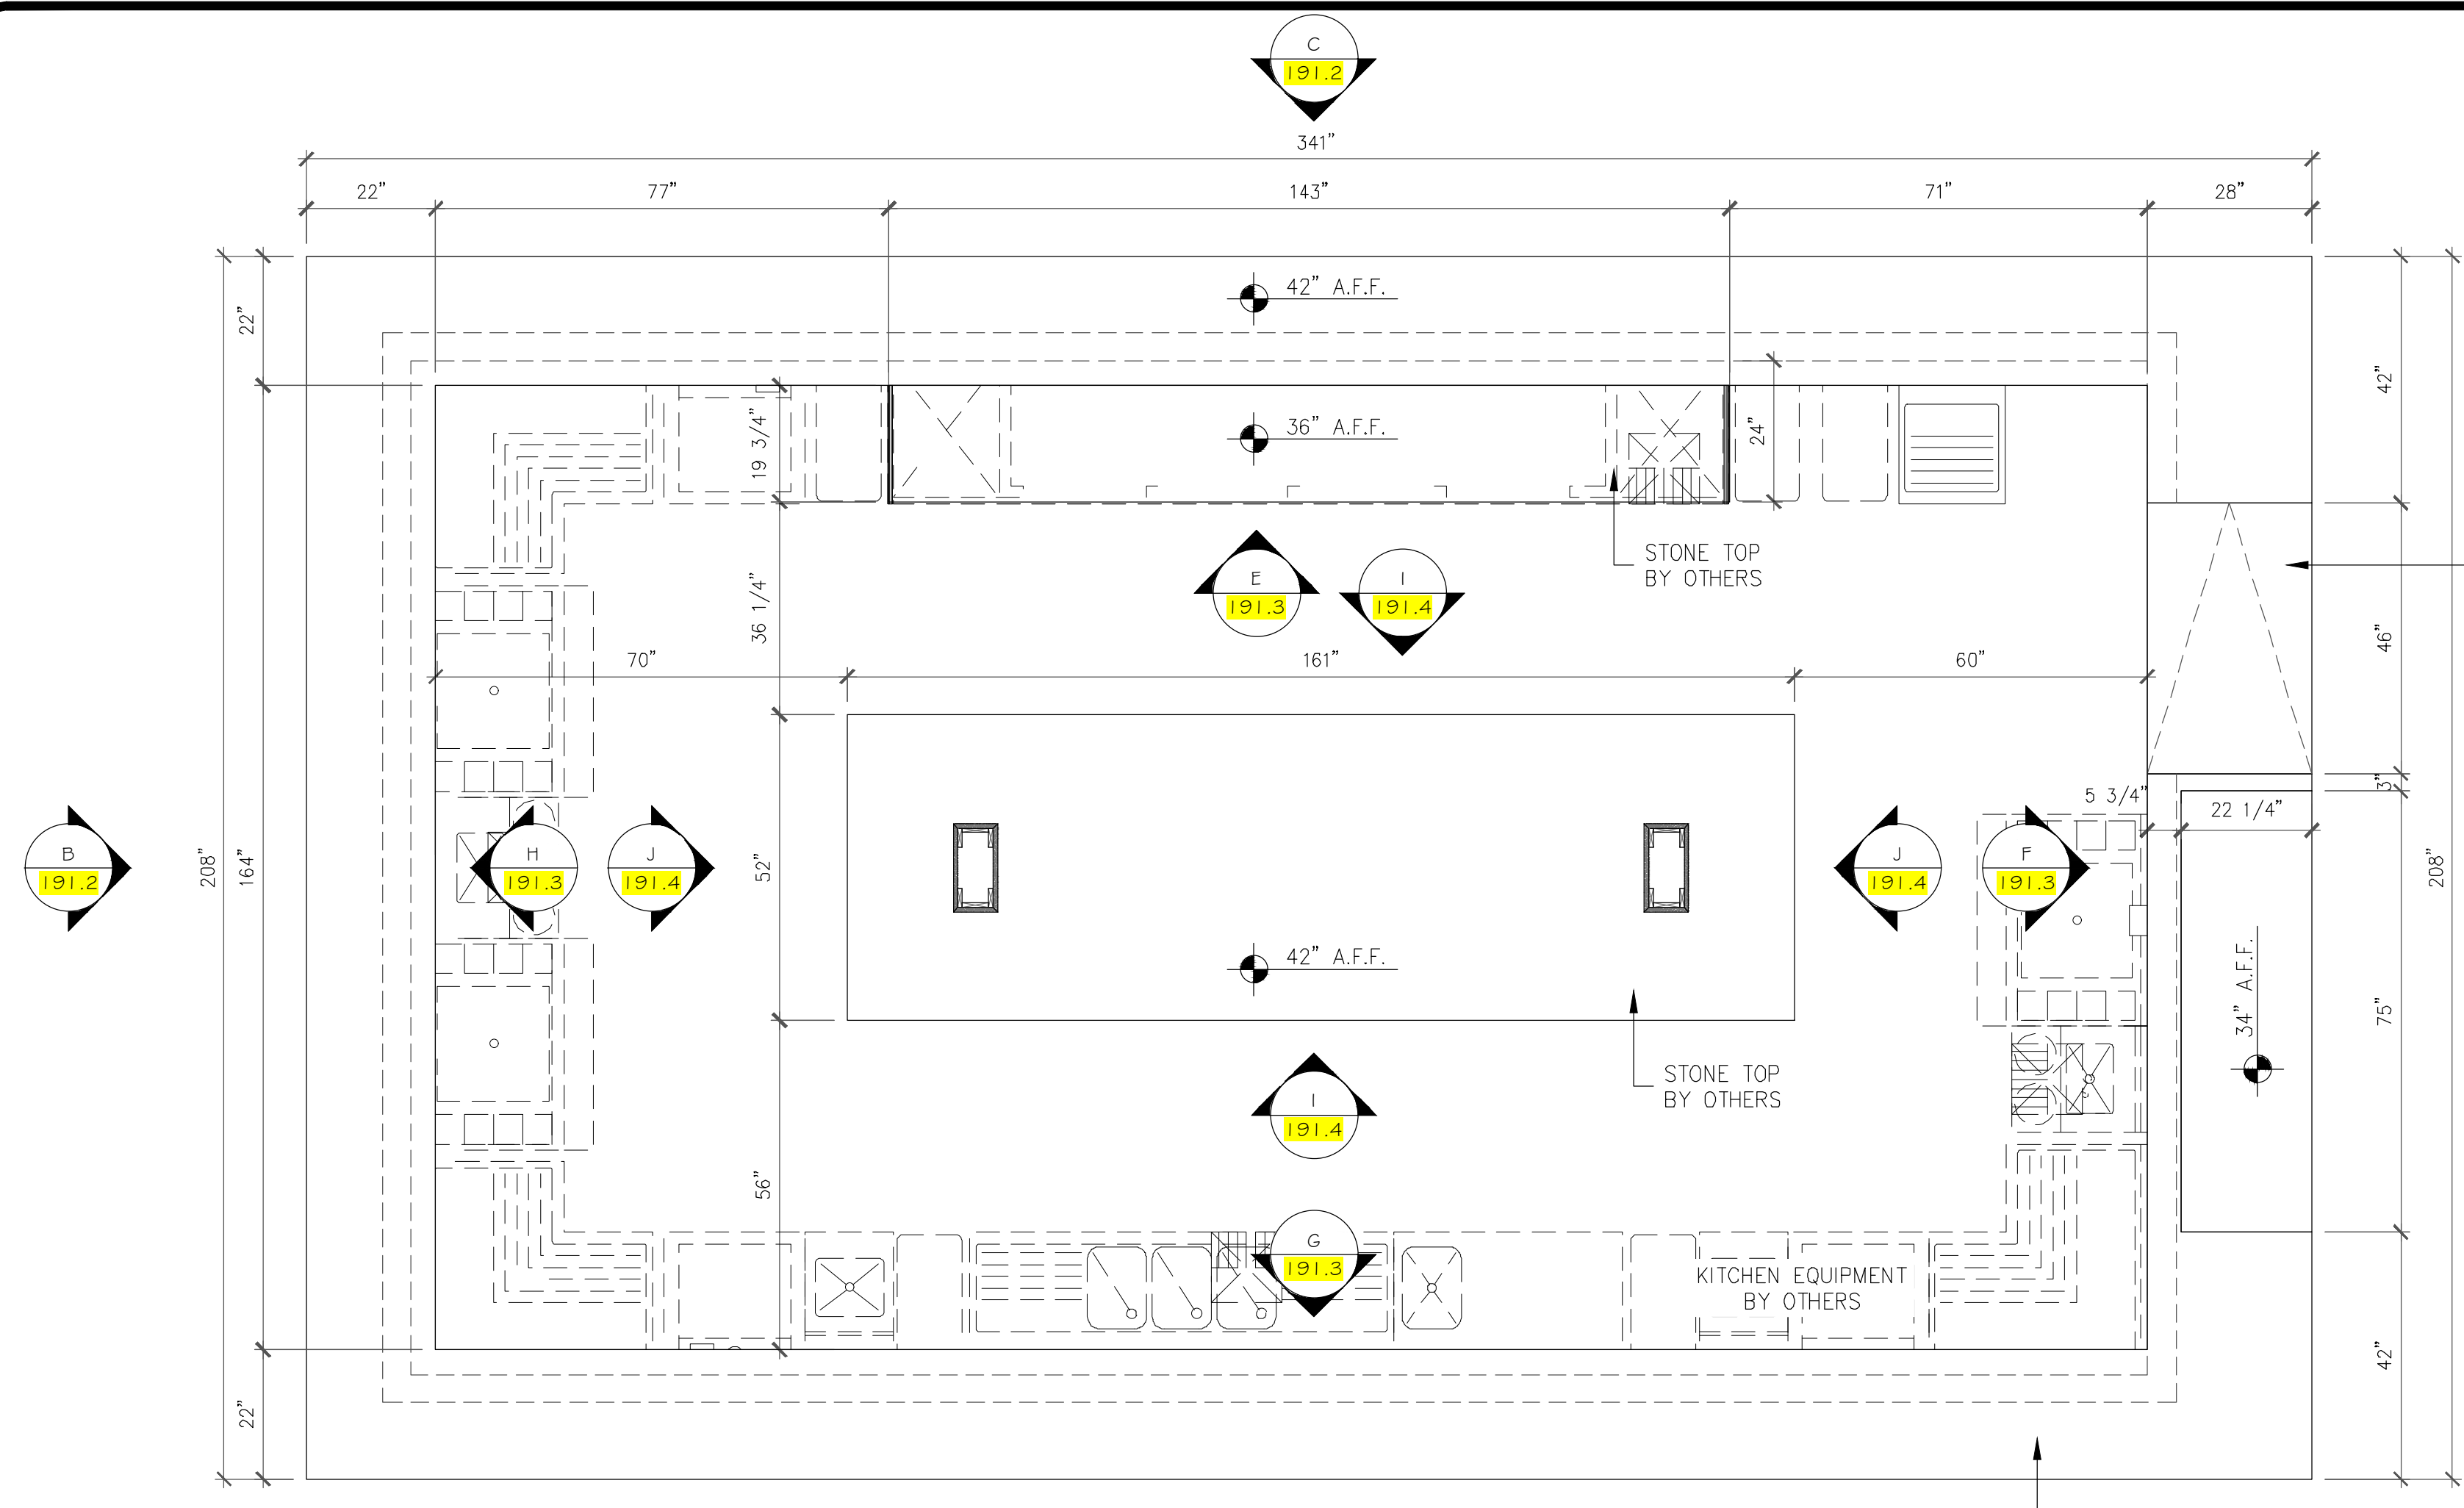 C
191.2
341"
22"
77"
143"
71"
28"
42" A.F.F.
22"
42"
19 3/4"
36" A.F.F.
24"
STONE TOP
BY OTHERS
E
191.3
I
191.4
36 1/4"
46"
70"
161"
60"
3"
5 3/4"
22 1/4"
B
191.2
208"
164"
H
191.3
J
191.4
52"
J
191.4
F
191.3
208"
42" A.F.F.
34" A.F.F.
75"
STONE TOP
BY OTHERS
I
191.4
56"
G
191.3
KITCHEN EQUIPMENT
BY OTHERS
22"
42"